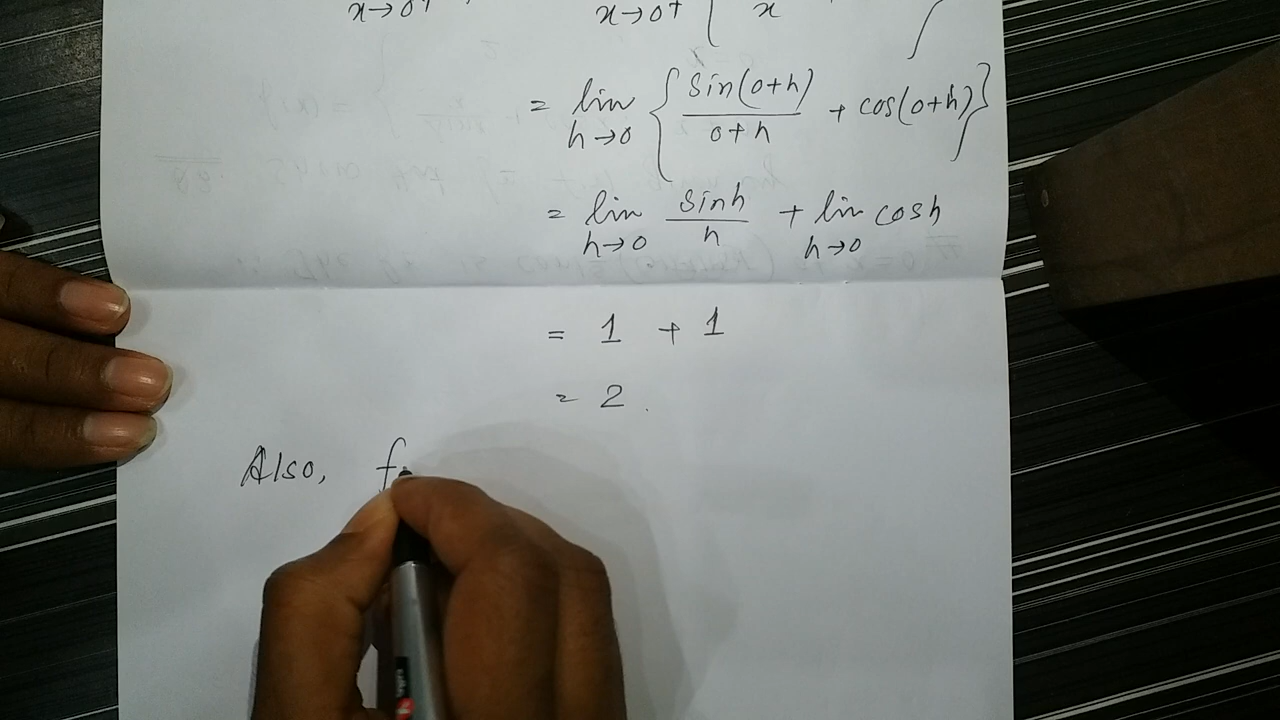 x→0+ x→0+ { x
= lim { sin(0+h) / 0+h + cos(0+h) }
h→0
= lim sinh / h + lim cosh
h→0 h→0
= 1 + 1
= 2.
Also, f